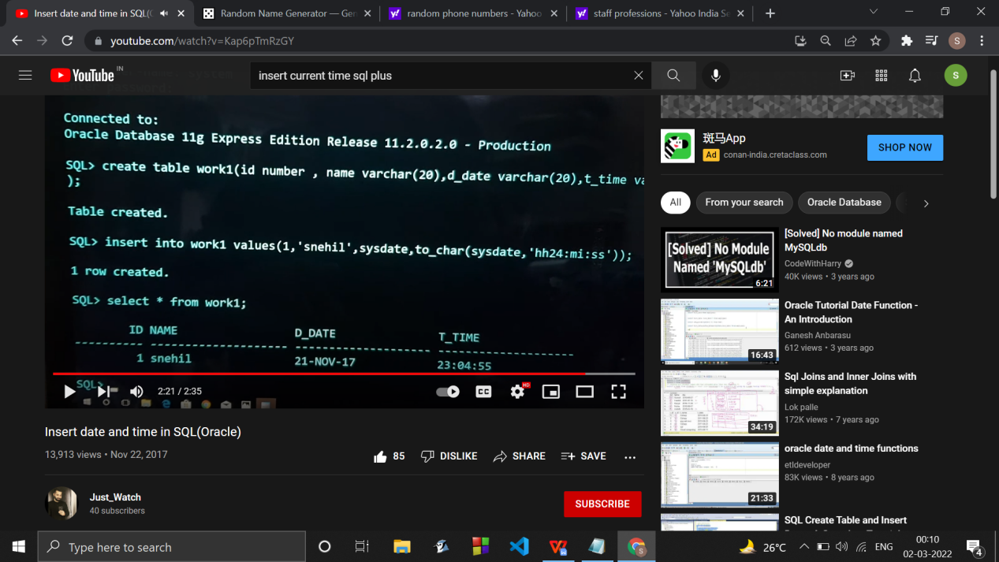 Insert date and time in SQL(O
Random Name Generator — Gen
random phone numbers - Yahoo
staff professions - Yahoo India Se
youtube.com/watch?v=Kap6pTmRzGY
S
YouTube IN
insert current time sql plus
S
Connected to:
Oracle Database 11g Express Edition Release 11.2.0.2.0 - Production
SQL> create table work1(id number , name varchar(20),d_date varchar(20),t_time va
);
Table created.
SQL> insert into work1 values(1,'snehil',sysdate,to_char(sysdate,'hh24:mi:ss'));
1 row created.
SQL> select * from work1;
ID NAME D_DATE T_TIME
1 snehil 21-NOV-17 23:04:55
SQL>
2:21 / 2:35
HD
Insert date and time in SQL(Oracle)
13,913 views • Nov 22, 2017
85 DISLIKE SHARE SAVE
Just_Hetch
40 subscribers
SUBSCRIBE
斑马App
Ad conan-india.cretaclass.com
SHOP NOW
All From your search Oracle Database
[Solved] No Module
Named 'MySQLdb'
6:21
[Solved] No module named
MySQLdb
CodeWithHarry
40K views • 3 years ago
16:43
Oracle Tutorial Date Function -
An Intro
Ganesh Anbarasu
612 views • 3 years ago
34:19
Sql Joins and outer Joins with
simple examples
Lok palle
172K views • 7 years ago
21:33
oracle date and time functions
etldeveloper
83K views • 8 years ago
SQL Create Table and Insert
Type here to search
26°C
ENG
00:10
02-03-2022
4